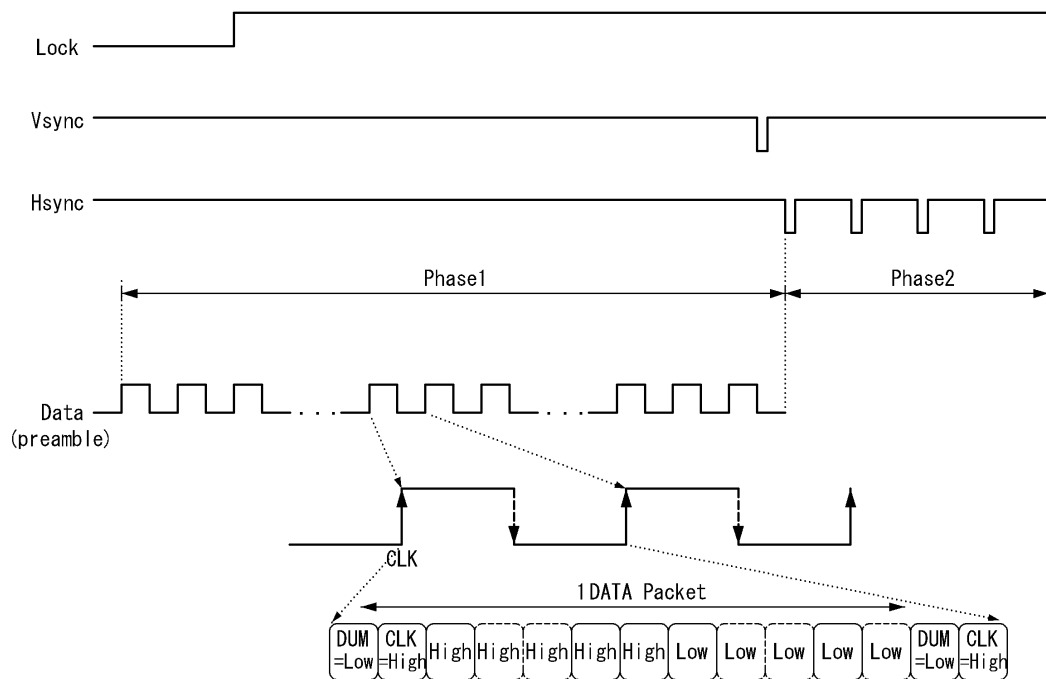 Lock
Vsync
Hsync
Phase1
Phase2
Data
(preamble)
CLK
1DATA Packet
DUM
=Low
CLK
=High
High
High
High
High
High
Low
Low
Low
Low
Low
DUM
=Low
CLK
=High